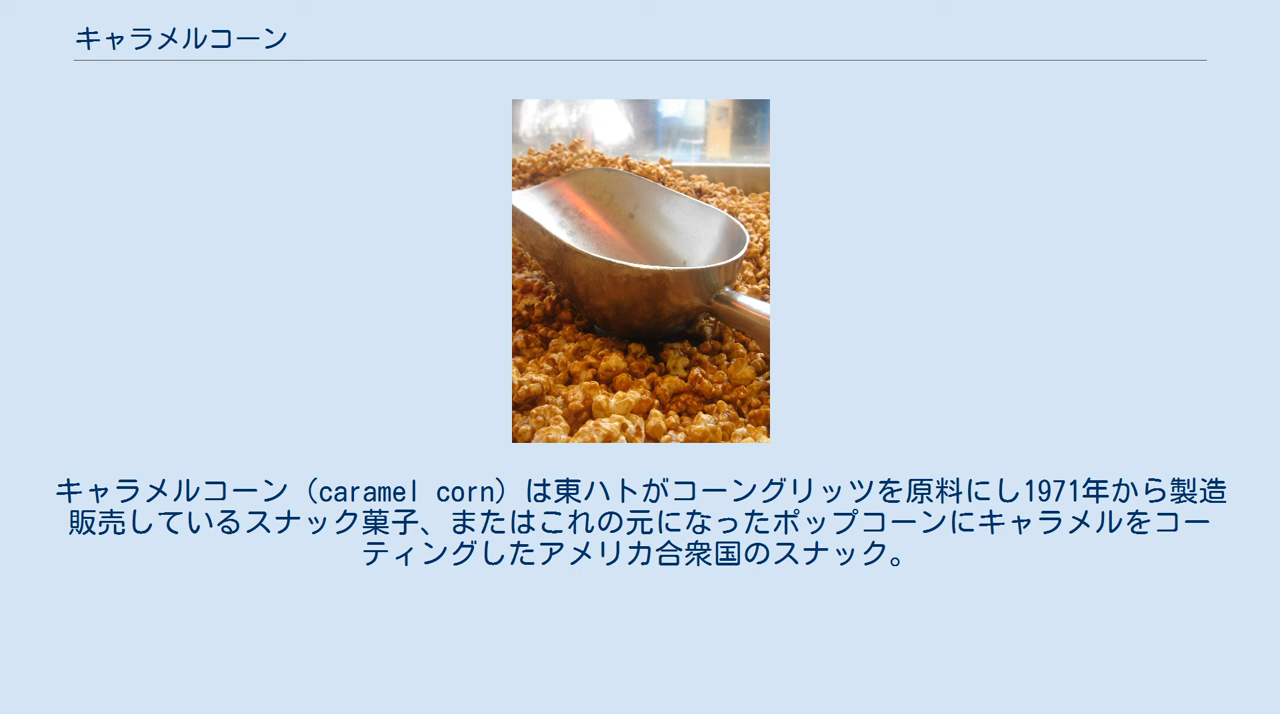 キャラメルコーン
キャラメルコーン（caramel corn）は東ハトがコーングリッツを原料にし1971年から製造
販売しているスナック菓子、またはこれの元になったポップコーンにキャラメルをコー
ティングしたアメリカ合衆国のスナック。